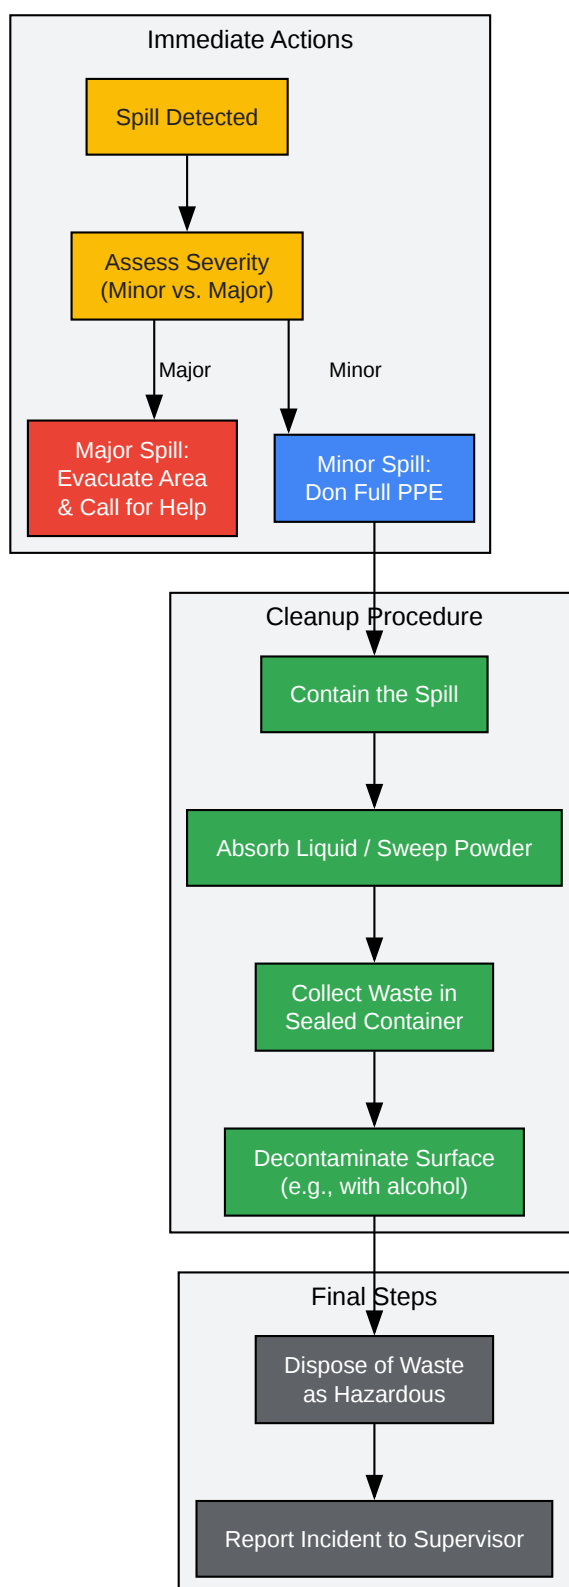 Immediate Actions
Spill Detected
Assess Severity
(Minor vs. Major)
Major
Minor
Major Spill:
Evacuate Area
& Call for Help
Minor Spill:
Don Full PPE
Cleanup Procedure
Contain the Spill
Absorb Liquid / Sweep Powder
Collect Waste in
Sealed Container
Decontaminate Surface
(e.g., with alcohol)
Final Steps
Dispose of Waste
as Hazardous
Report Incident to Supervisor